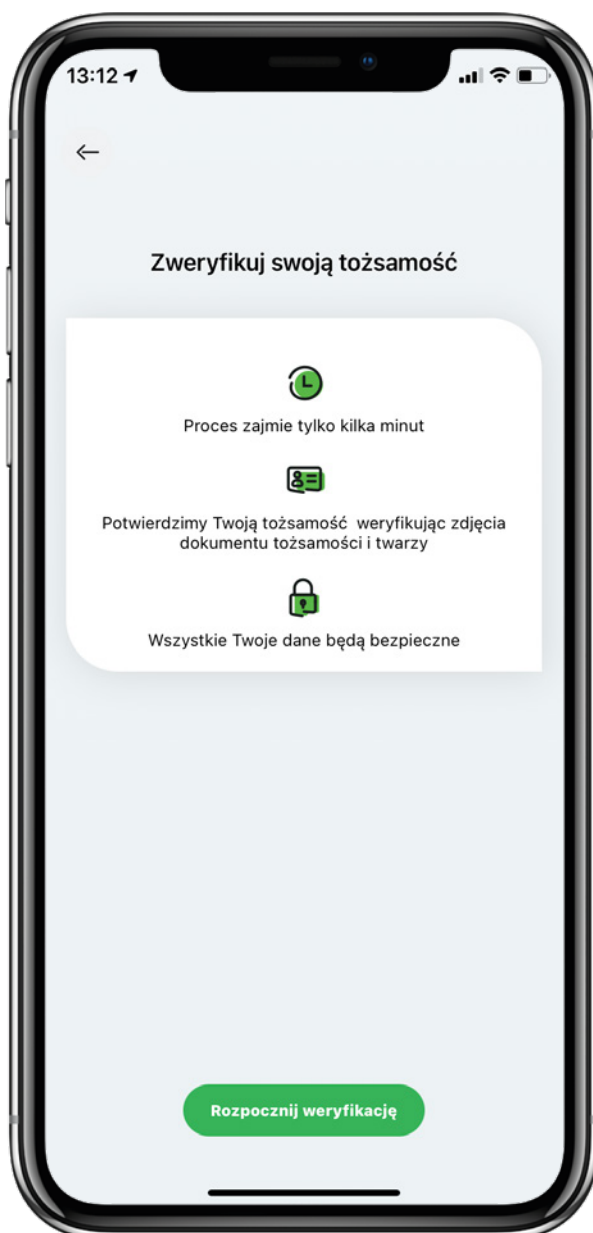 13:12
Zweryfikuj swoją tożsamość
Proces zajmie tylko kilka minut
Potwierdzimy Twoją tożsamość weryfikując zdjęcia
dokumentu tożsamości i twarzy
Wszystkie Twoje dane będą bezpieczne
Rozpocznij weryfikację